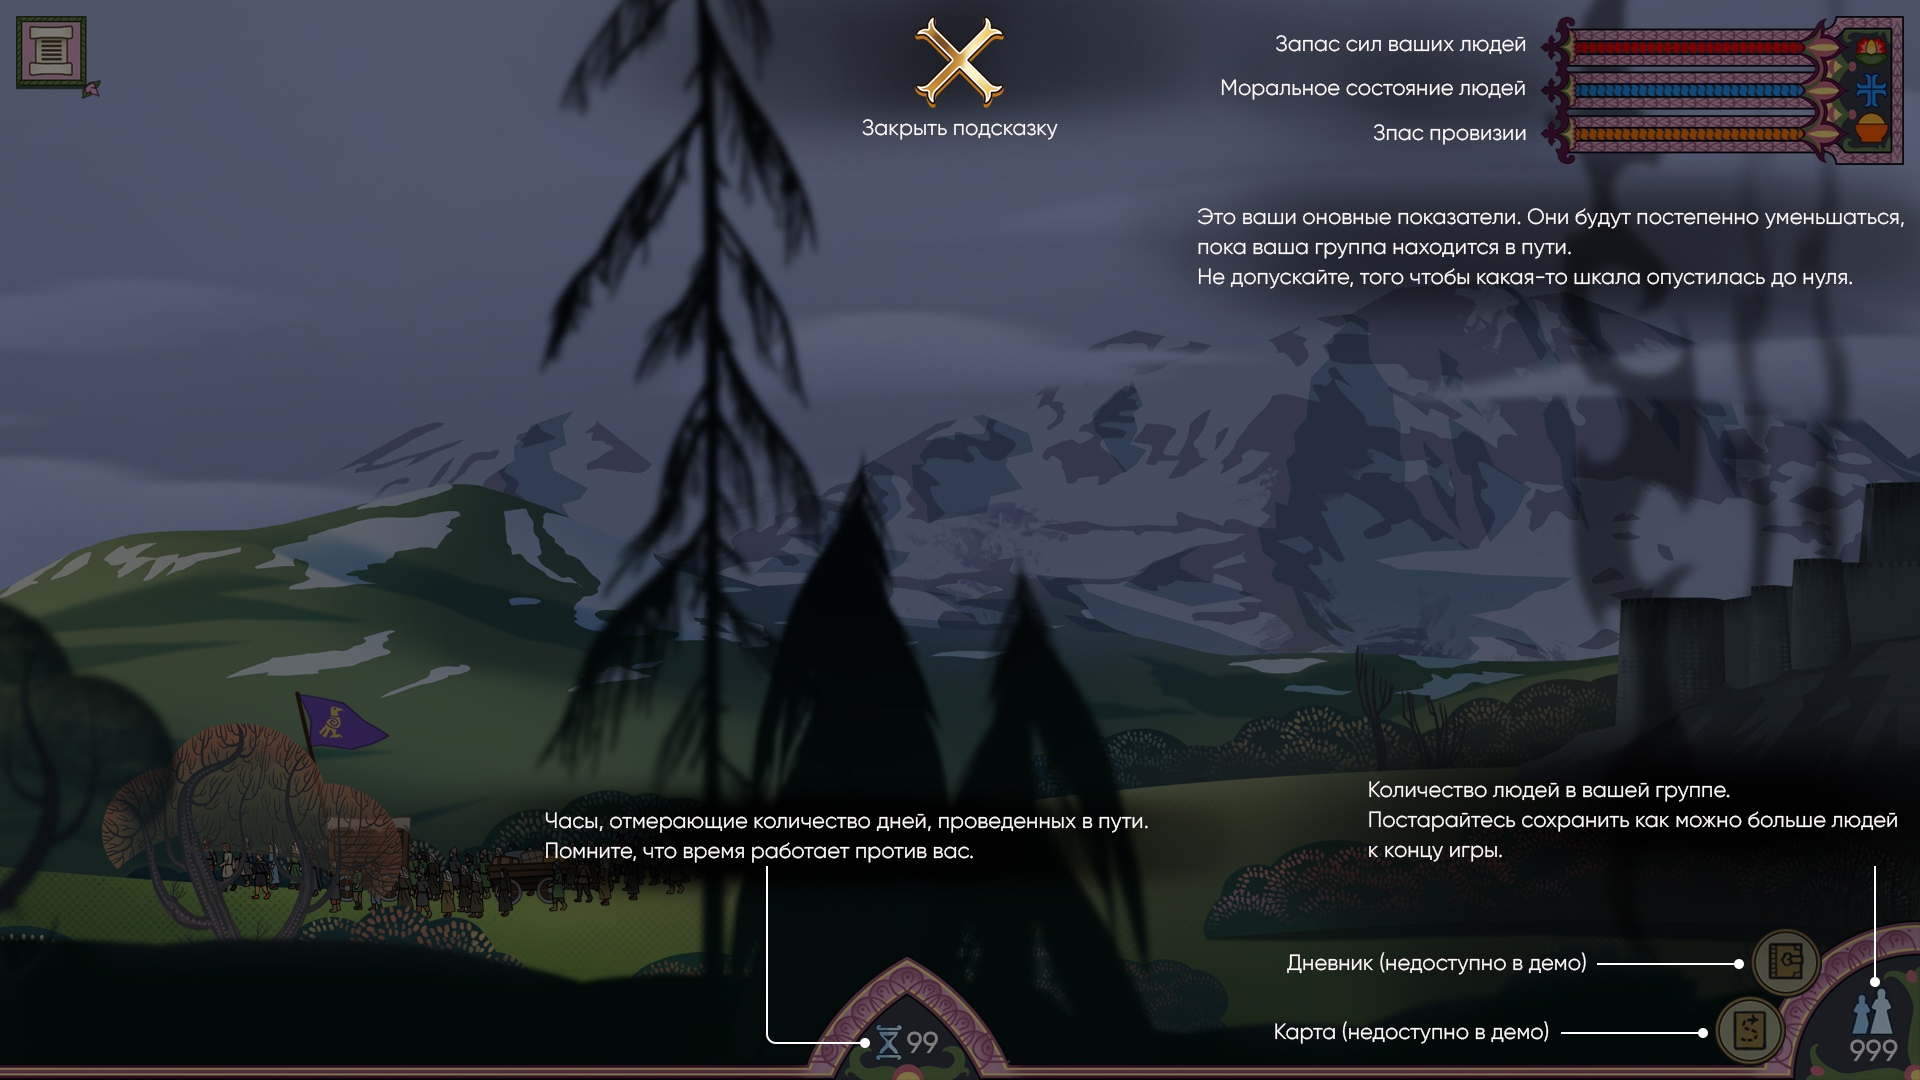 Запас сил ваших людей
Моральное состояние людей
Зпас провизии
Закрыть подсказку
Это ваши оновные показатели. Они будут постепенно уменьшаться,
пока ваша группа находится в пути.
Не допускайте, того чтобы какая-то шкала опустилась до нуля.
Часы, отмерающие количество дней, проведенных в пути.
Помните, что время работает против вас.
Количество людей в вашей группе.
Постарайтесь сохранить как можно больше людей
к концу игры.
Дневник (недоступно в демо)
Карта (недоступно в демо)
99
999